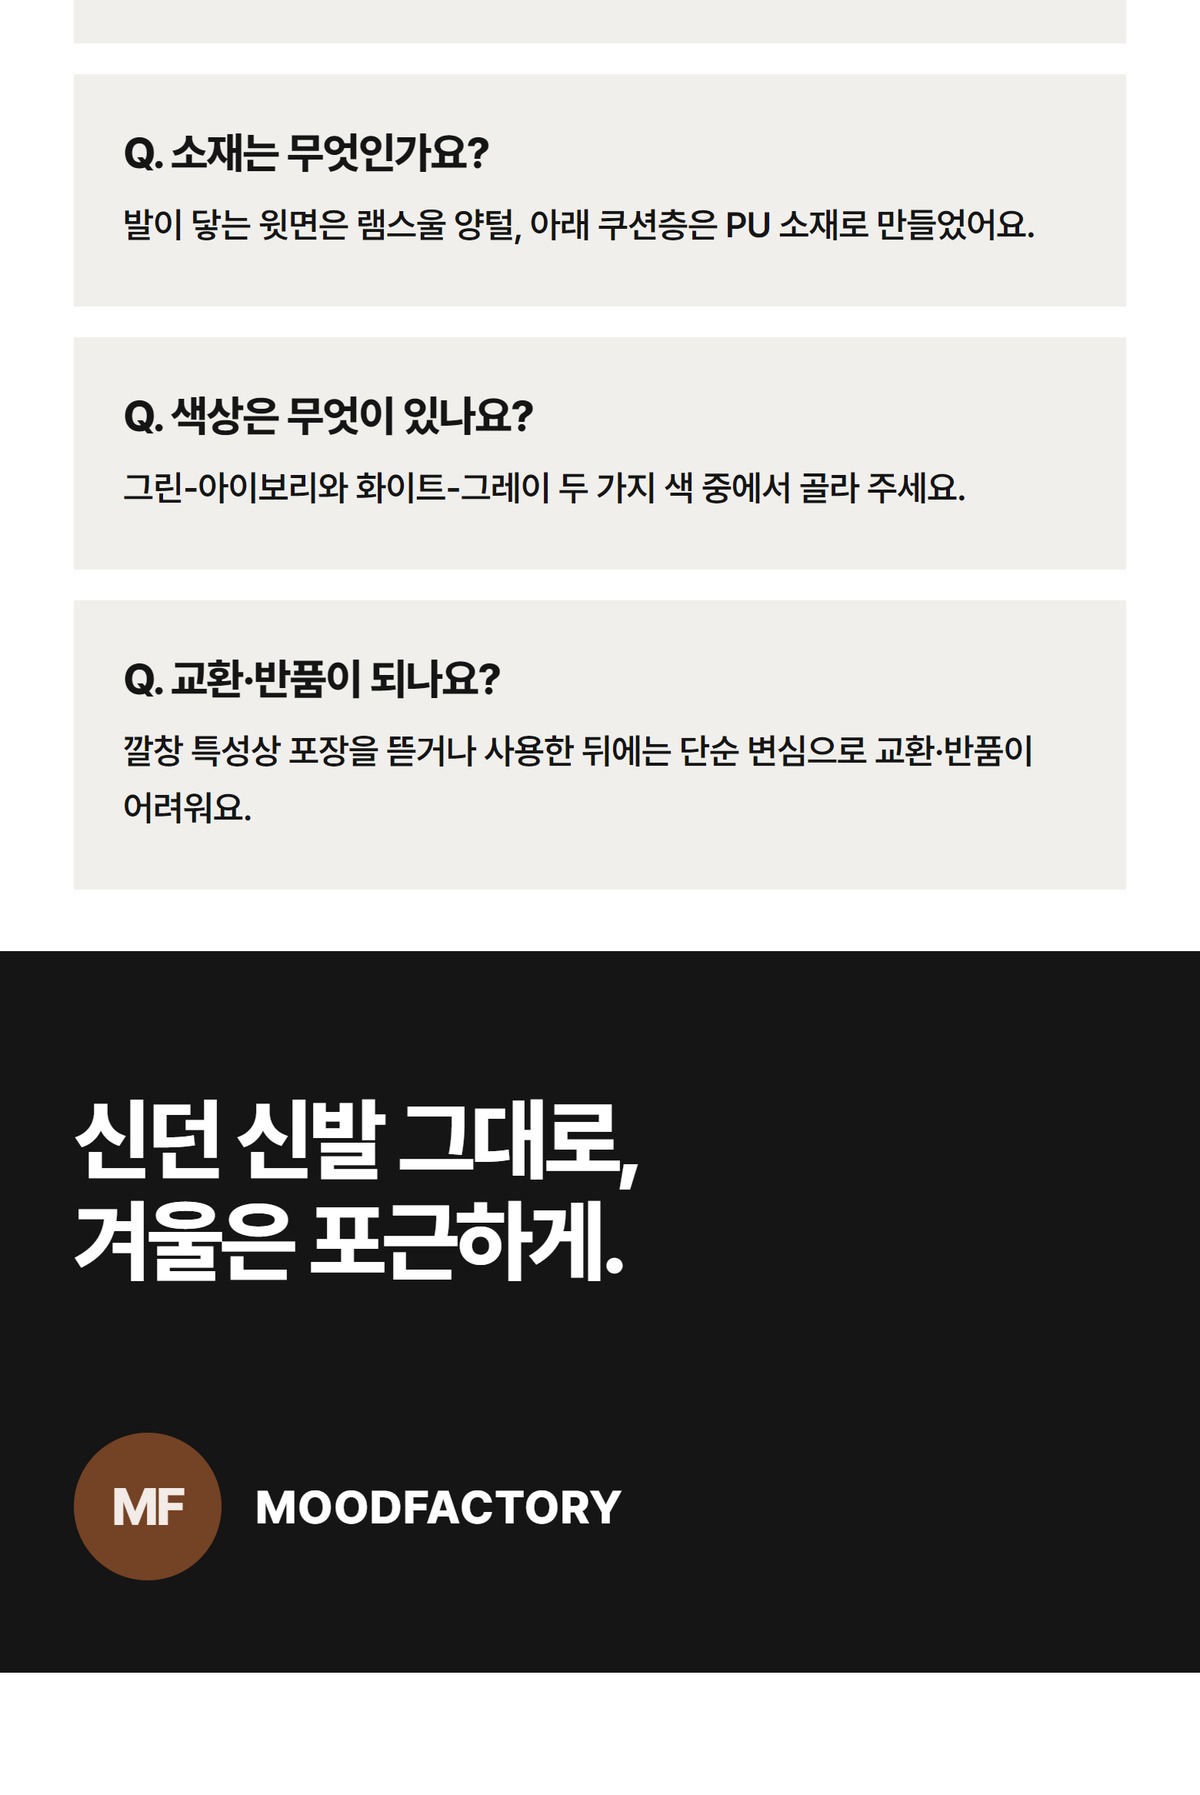 Q. 소재는 무엇인가요?
발이 닿는 윗면은 램스울 양털, 아래 쿠션층은 PU 소재로 만들었어요.
Q. 색상은 무엇이 있나요?
그린-아이보리와 화이트-그레이 두 가지 색 중에서 골라 주세요.
Q. 교환·반품이 되나요?
깔창 특성상 포장을 뜯거나 사용한 뒤에는 단순 변심으로 교환·반품이
어려워요.
신던 신발 그대로,
겨울은 포근하게.
MF
MOODFACTORY